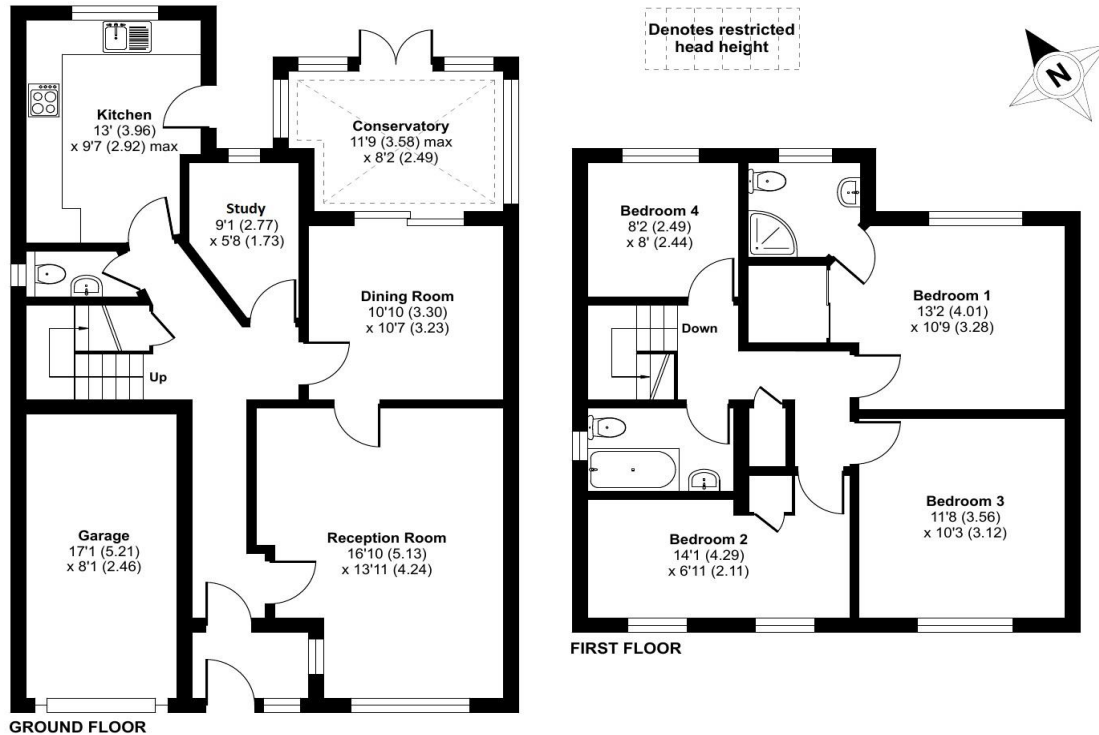 Denotes restricted
head height
N
Kitchen
13' (3.96)
x 9'7 (2.92) max
Conservatory
11'9 (3.58) max
x 8'2 (2.49)
Study
9'1 (2.77)
x 5'8 (1.73)
Dining Room
10'10 (3.30)
x 10'7 (3.23)
Up
Garage
17'1 (5.21)
x 8'1 (2.46)
Reception Room
16'10 (5.13)
x 13'11 (4.24)
GROUND FLOOR
Bedroom 4
8'2 (2.49)
x 8' (2.44)
Bedroom 1
13'2 (4.01)
x 10'9 (3.28)
Down
Bedroom 3
11'8 (3.56)
x 10'3 (3.12)
Bedroom 2
14'1 (4.29)
x 6'11 (2.11)
FIRST FLOOR